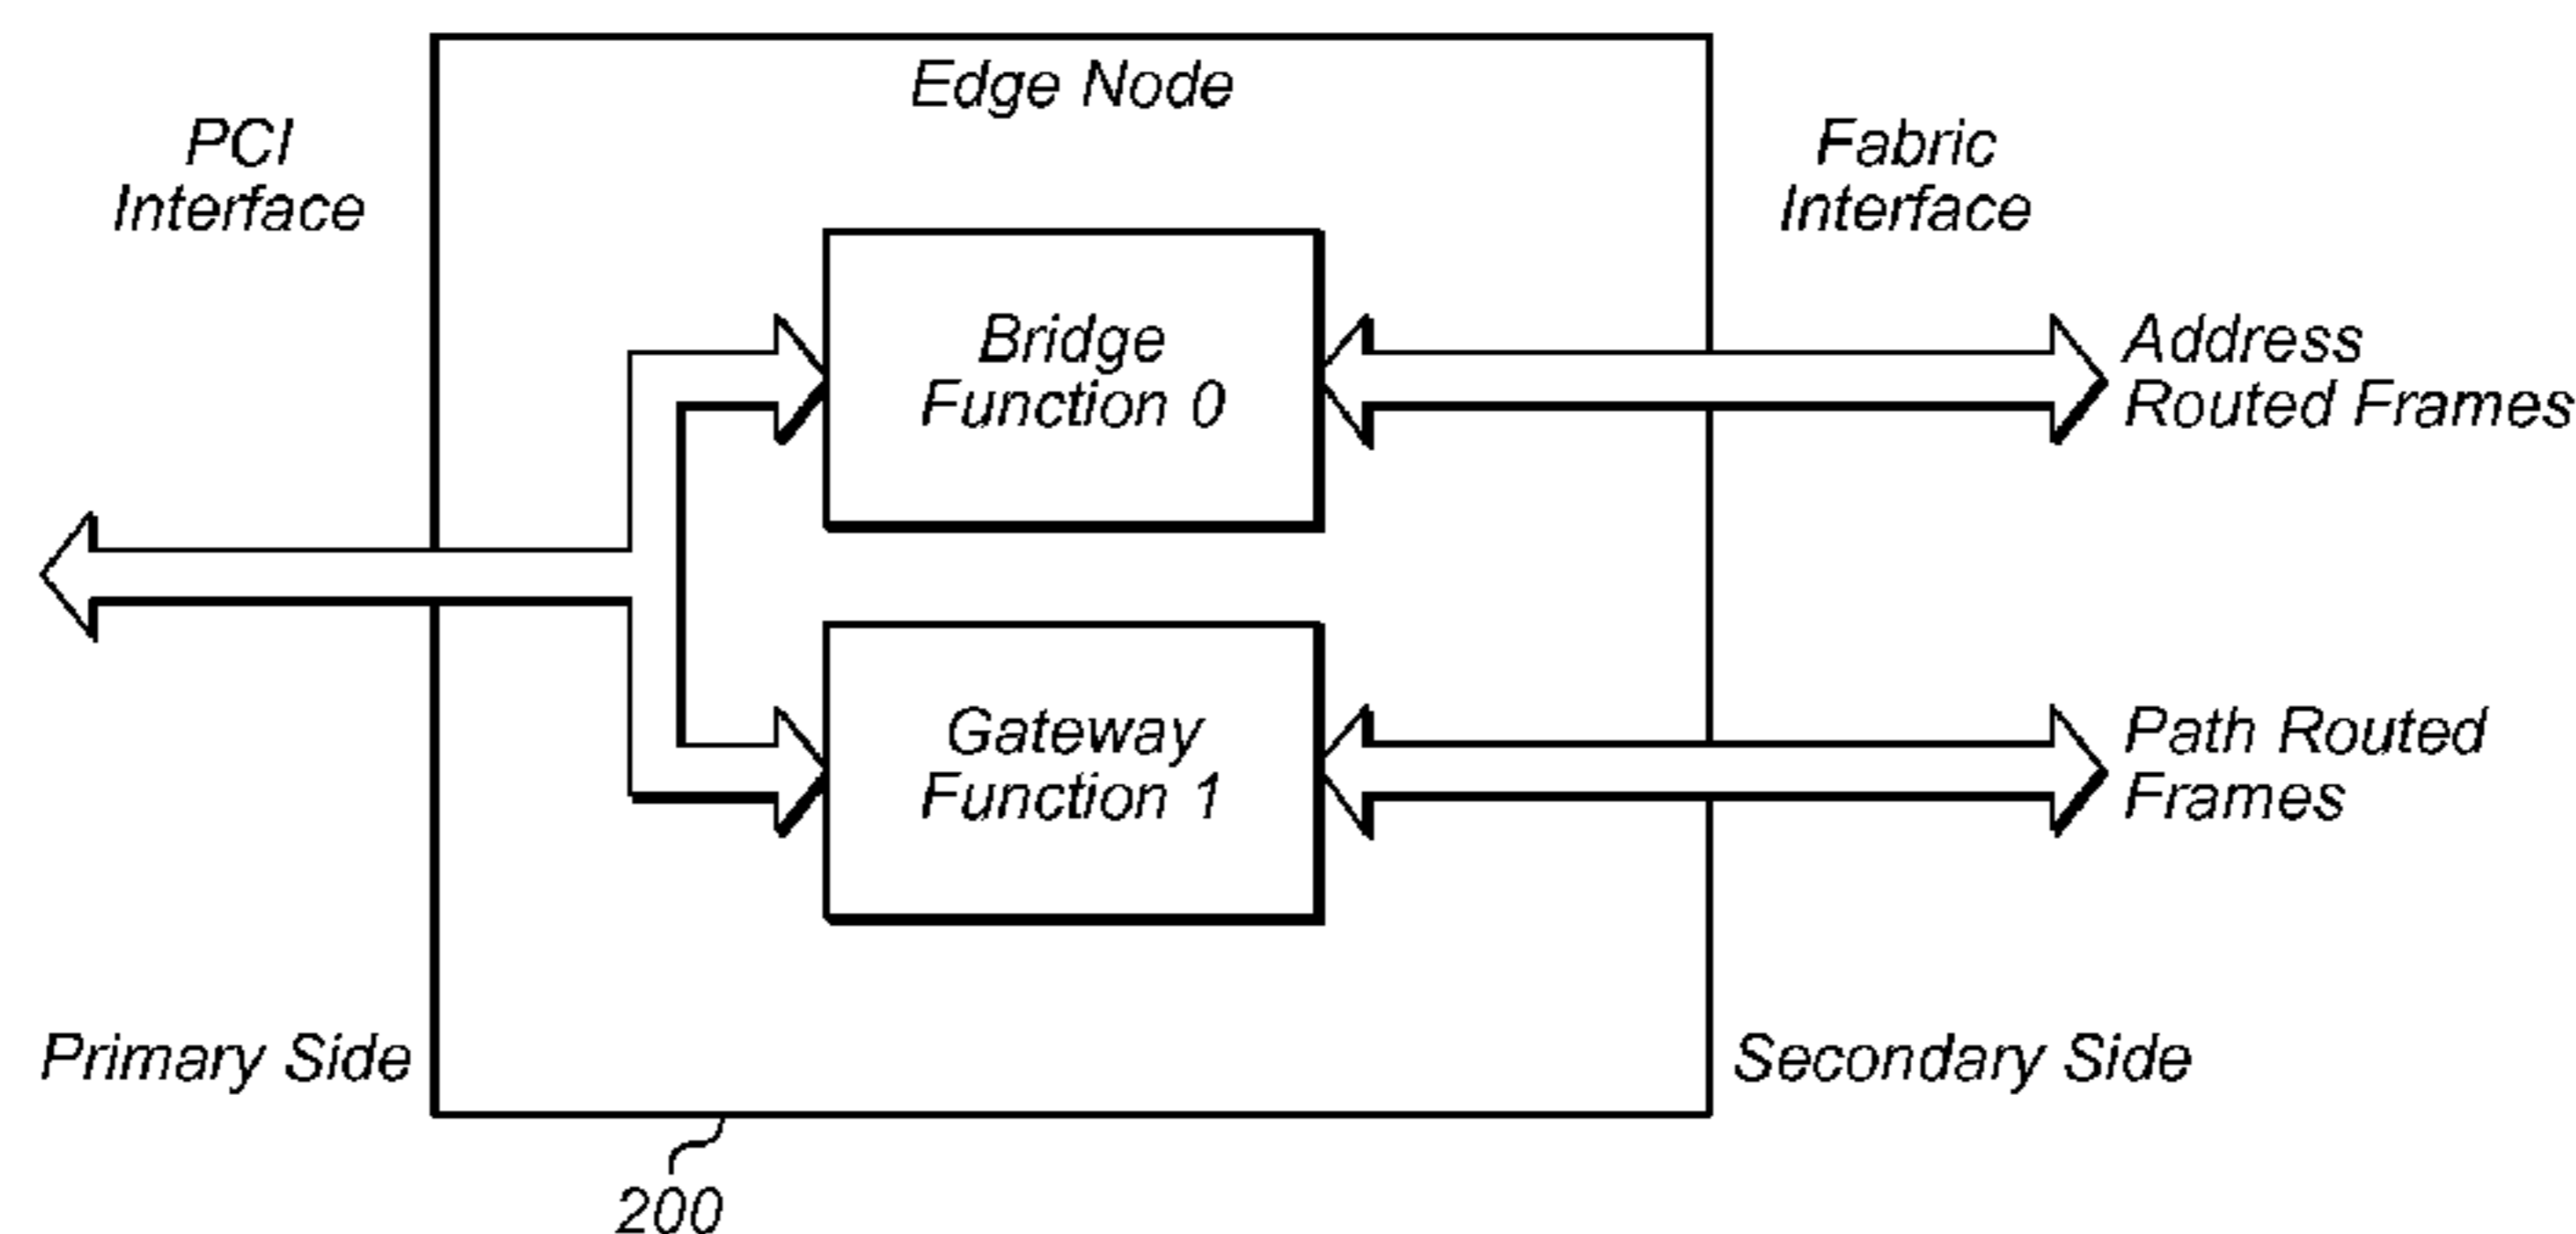 Edge Node
PCI
Interface
Fabric
Interface
Bridge
Function 0
Address
Routed Frames
Gateway
Function 1
Path Routed
Frames
Primary Side
Secondary Side
200